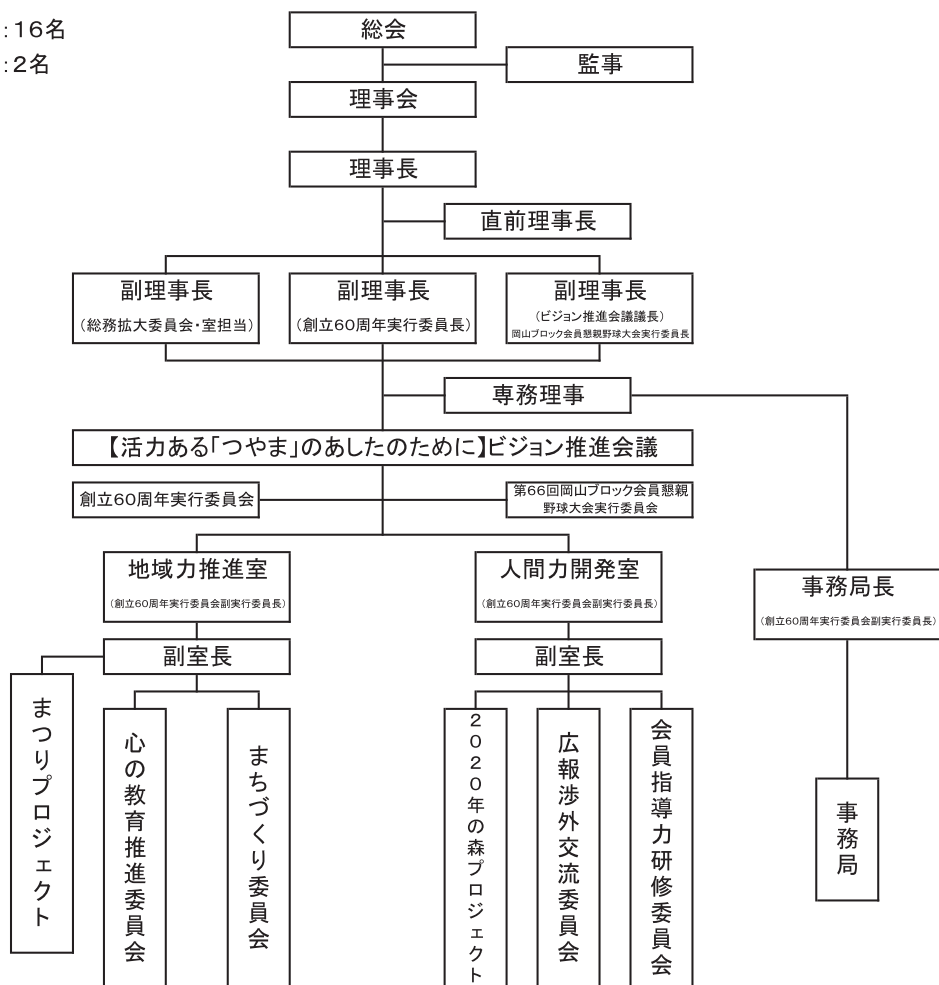 ：16名
：2名
総会
監事
理事会
理事長
直前理事長
副理事長
（総務拡大委員会・室担当）
副理事長
（創立60周年実行委員長）
副理事長
（ビジョン推進会議議長）
岡山ブロック会員懇親野球大会実行委員長
専務理事
【活力ある「つやま」のあしたのために】ビジョン推進会議
創立60周年実行委員会
第66回岡山ブロック会員懇親
野球大会実行委員会
地域力推進室
（創立60周年実行委員会副実行委員長）
人間力開発室
（創立60周年実行委員会副実行委員長）
事務局長
（創立60周年実行委員会副実行委員長）
副室長
副室長
まつりプロジェクト
心の教育推進委員会
まちづくり委員会
2020年の森プロジェクト
広報渉外交流委員会
会員指導力研修委員会
事務局